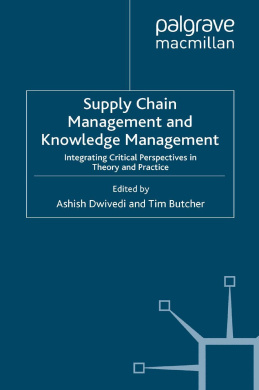 palgrave
macmillan
Supply Chain
Management and
Knowledge Management
Integrating Critical Perspectives in
Theory and Practice
Edited by
Ashish Dwivedi and Tim Butcher